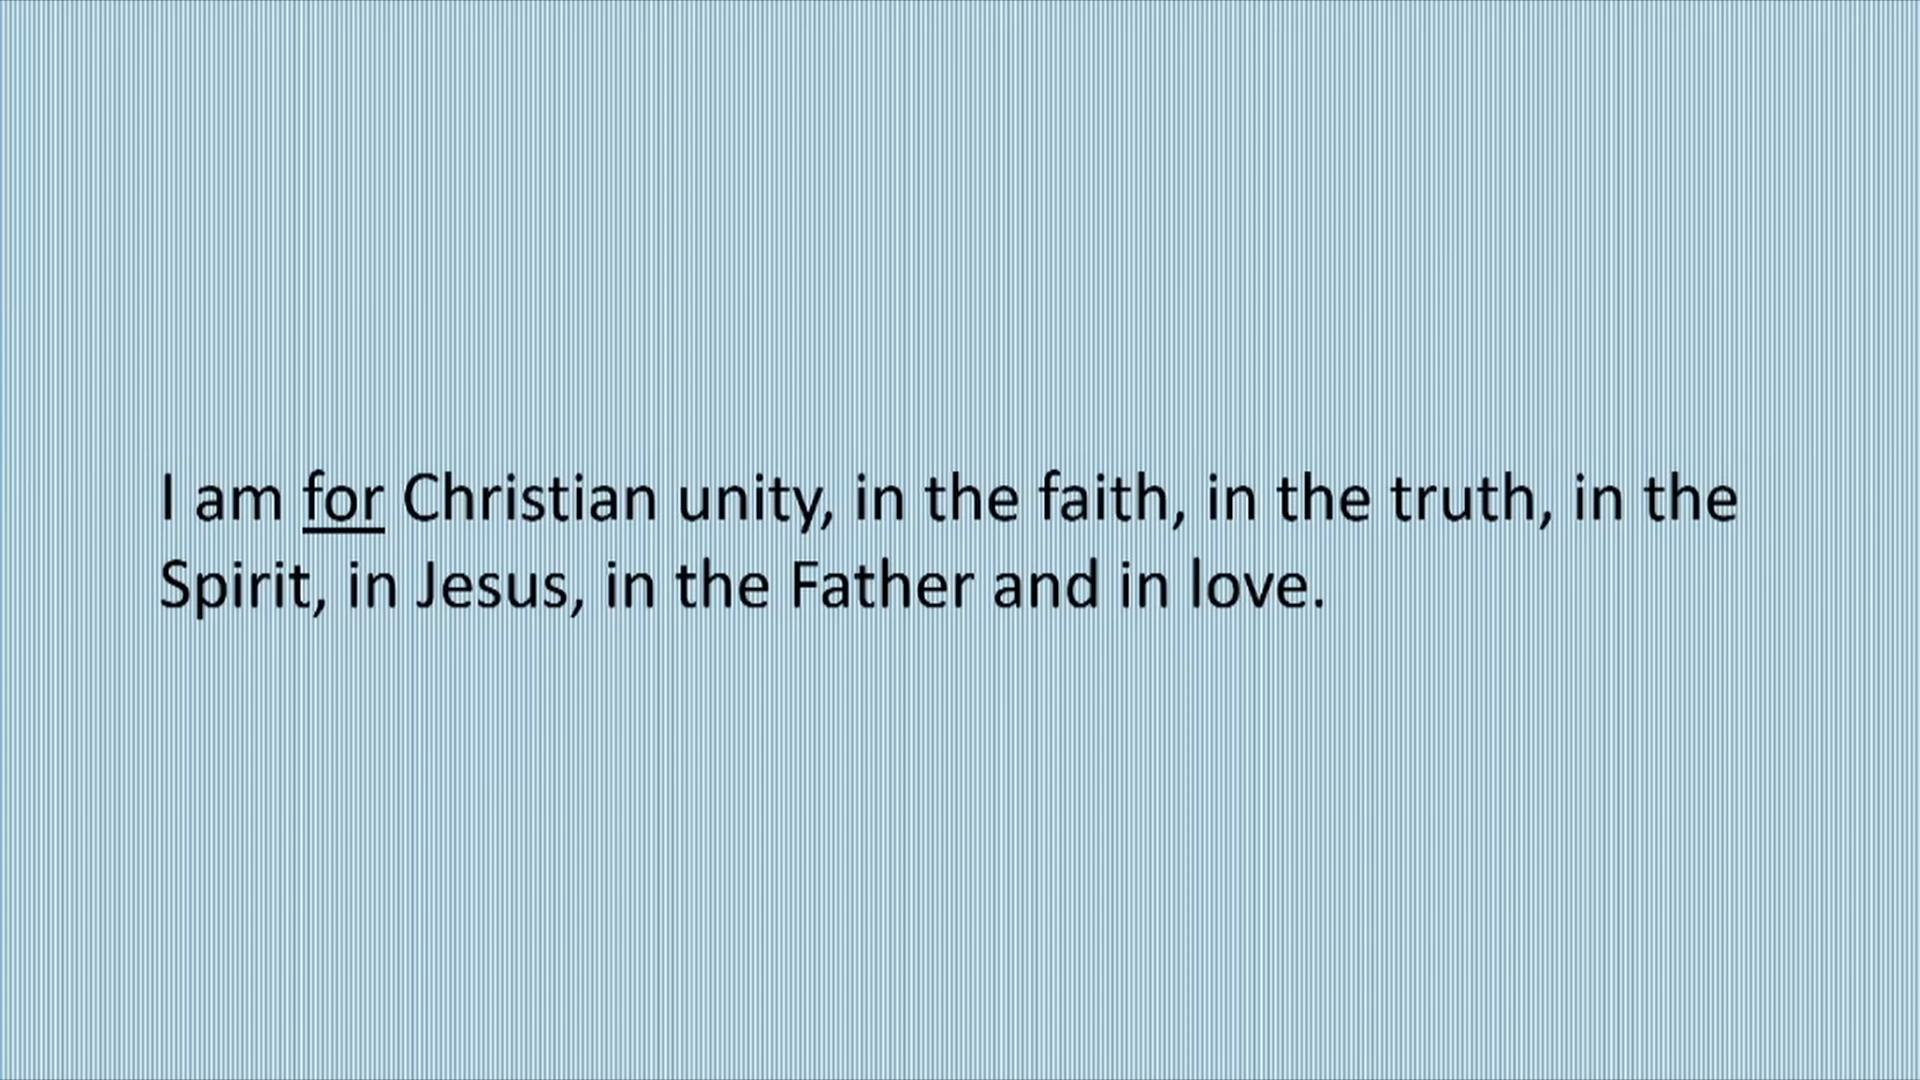 I am for Christian unity, in the faith, in the truth, in the
Spirit, in Jesus, in the Father and in love.